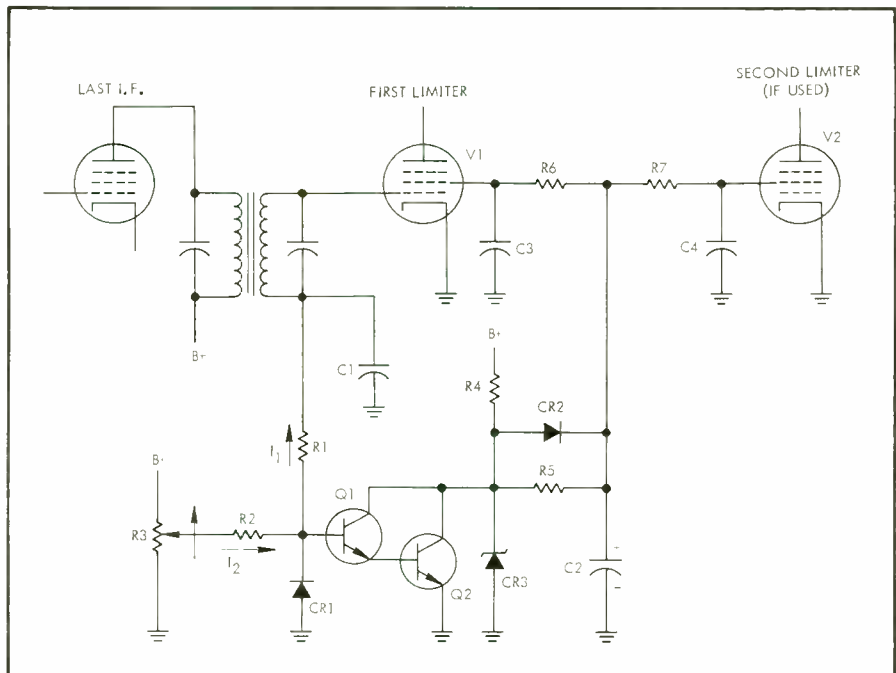 LAST I.F.
FIRST LIMITER
SECOND LIMITER
(IF USED)
V1
V2
R6
R7
C3
C4
B+
B+
C1
R4
CR2
I1
R1
R5
B+
Q1
R3
R2
I2
Q2
CR3
C2
+
-
CR1